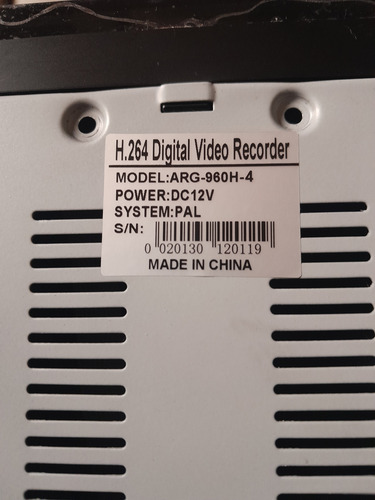 H.264 Digital Video Recorder
MODEL:ARG-960H-4
POWER:DC12V
SYSTEM:PAL
S/N:
0 020130 120119
MADE IN CHINA